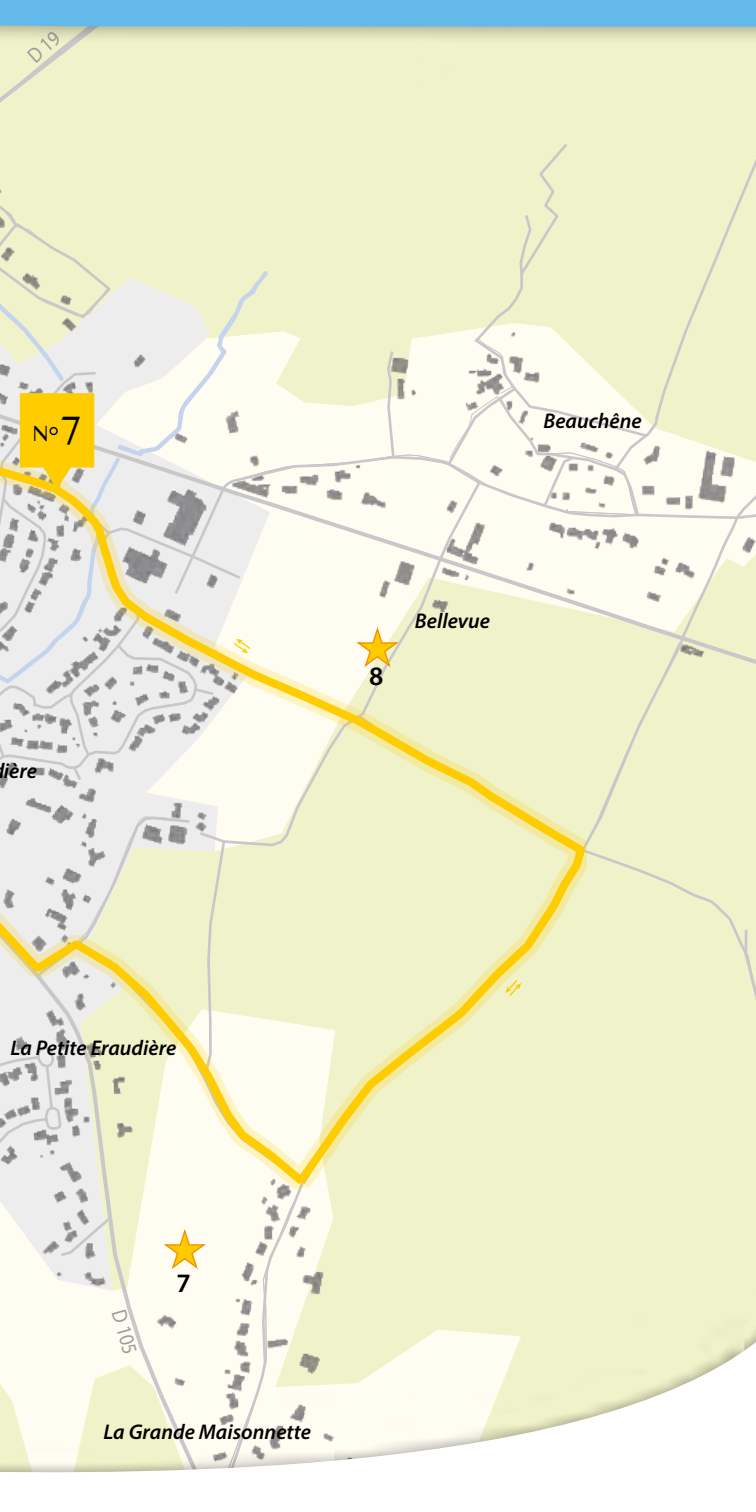 D 19
N°7
Beauchêne
Bellevue
8
dière
La Petite Eraudière
7
D 105
La Grande Maisonnette